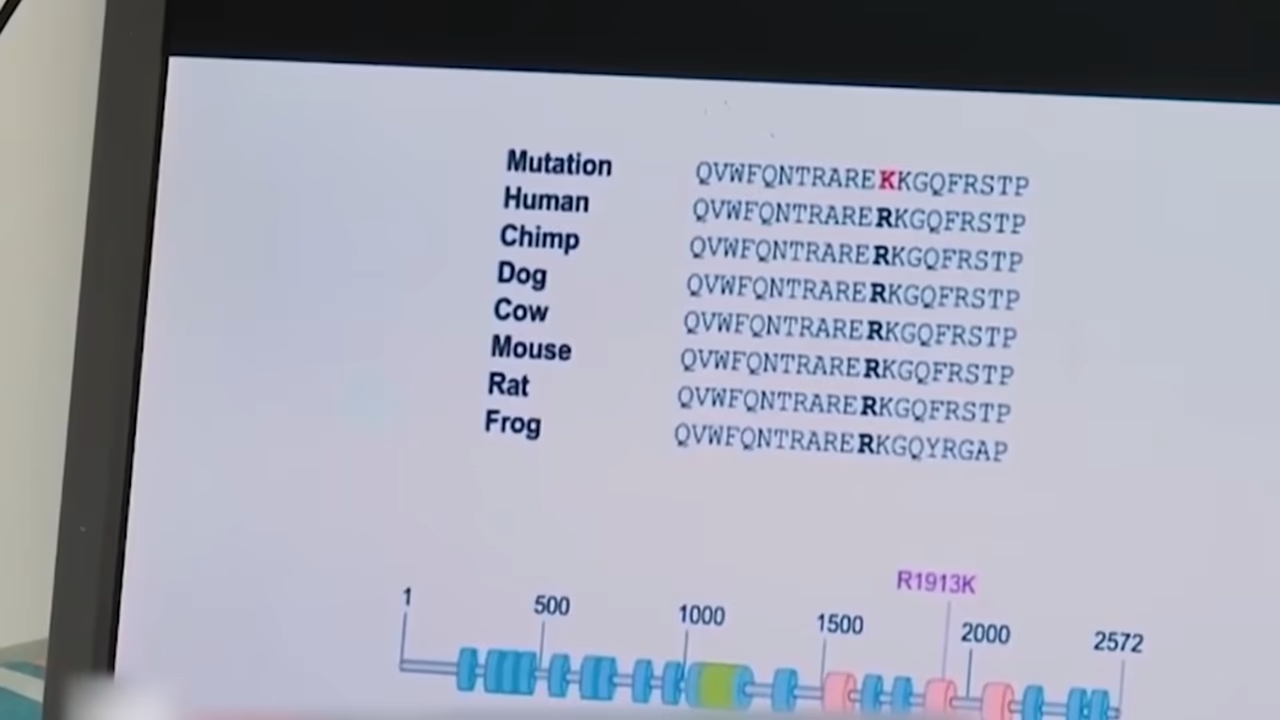 Mutation QVWFQNTRAREKKGQFRSTP
Human QVWFQNTRARERKGQFRSTP
Chimp QVWFQNTRARERKGQFRSTP
Dog QVWFQNTRARERKGQFRSTP
Cow QVWFQNTRARERKGQFRSTP
Mouse QVWFQNTRARERKGQFRSTP
Rat QVWFQNTRARERKGQFRSTP
Frog QVWFQNTRARERKGQYRGAP
R1913K
1 500 1000 1500 2000 2572